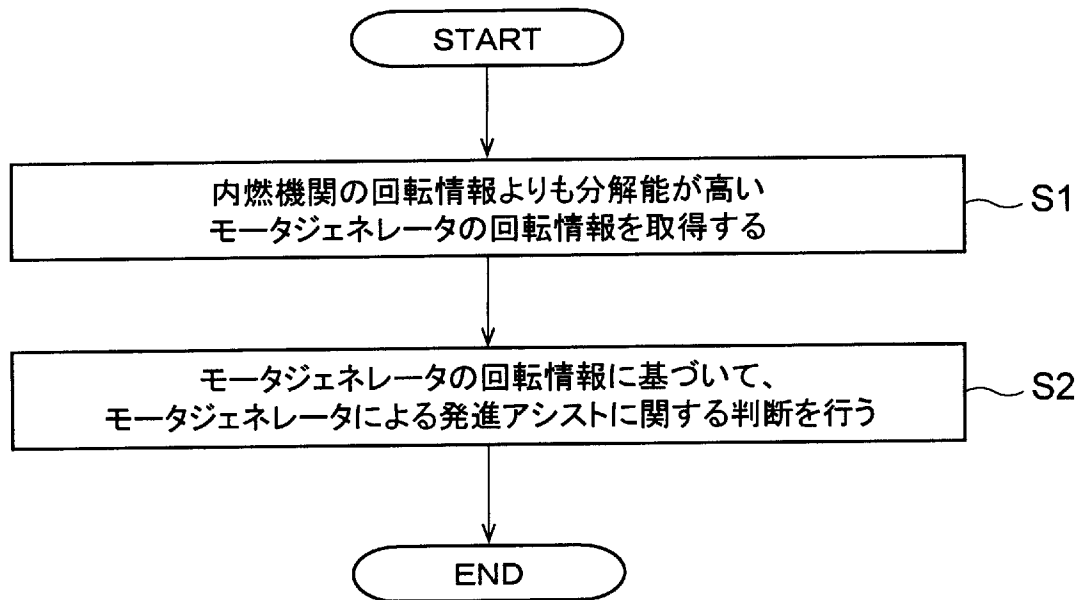 START
内燃機関の回転情報よりも分解能が高い
モータジェネレータの回転情報を取得する
S1
モータジェネレータの回転情報に基づいて、
モータジェネレータによる発進アシストに関する判断を行う
S2
END